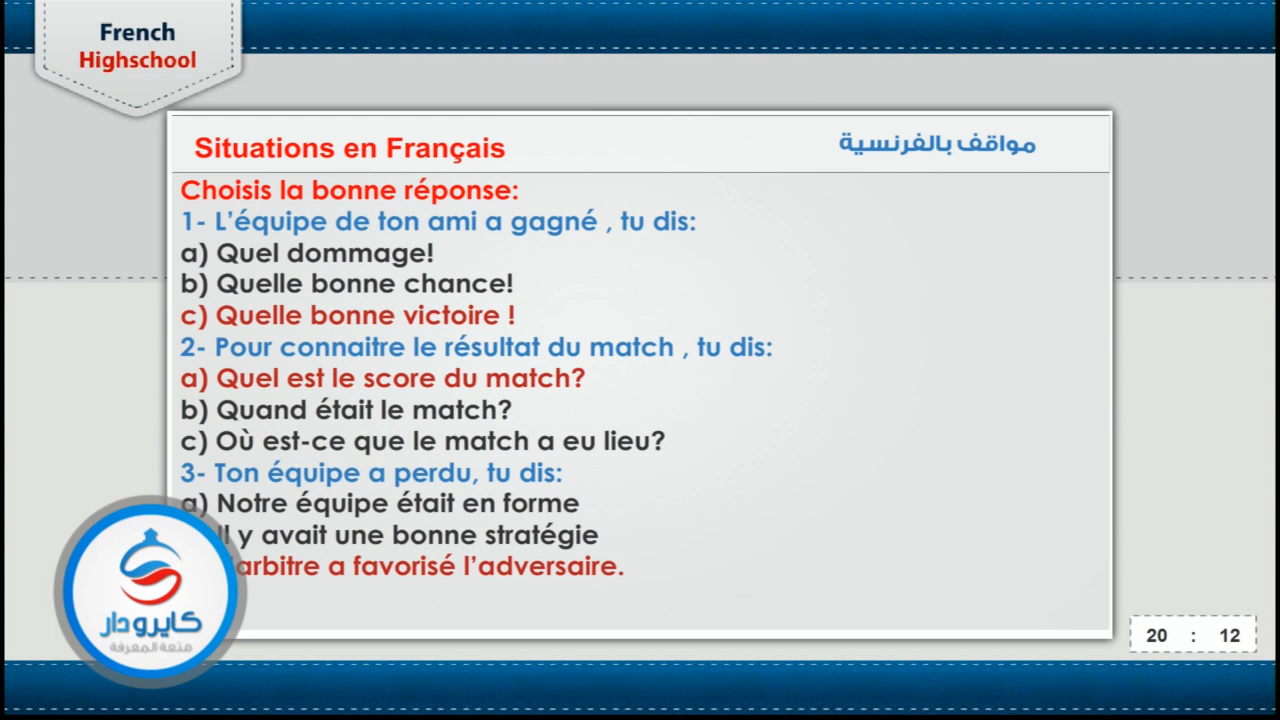 French
Highschool
Situations en Français
مواقف بالفرنسية
Choisis la bonne réponse:
1- L’équipe de ton ami a gagné , tu dis:
a) Quel dommage!
b) Quelle bonne chance!
c) Quelle bonne victoire !
2- Pour connaitre le résultat du match , tu dis:
a) Quel est le score du match?
b) Quand était le match?
c) Où est-ce que le match a eu lieu?
3- Ton équipe a perdu, tu dis:
a) Notre équipe était en forme
Il y avait une bonne stratégie
arbitre a favorisé l’adversaire.
كايرودار
متعة المعرفة
20 : 12